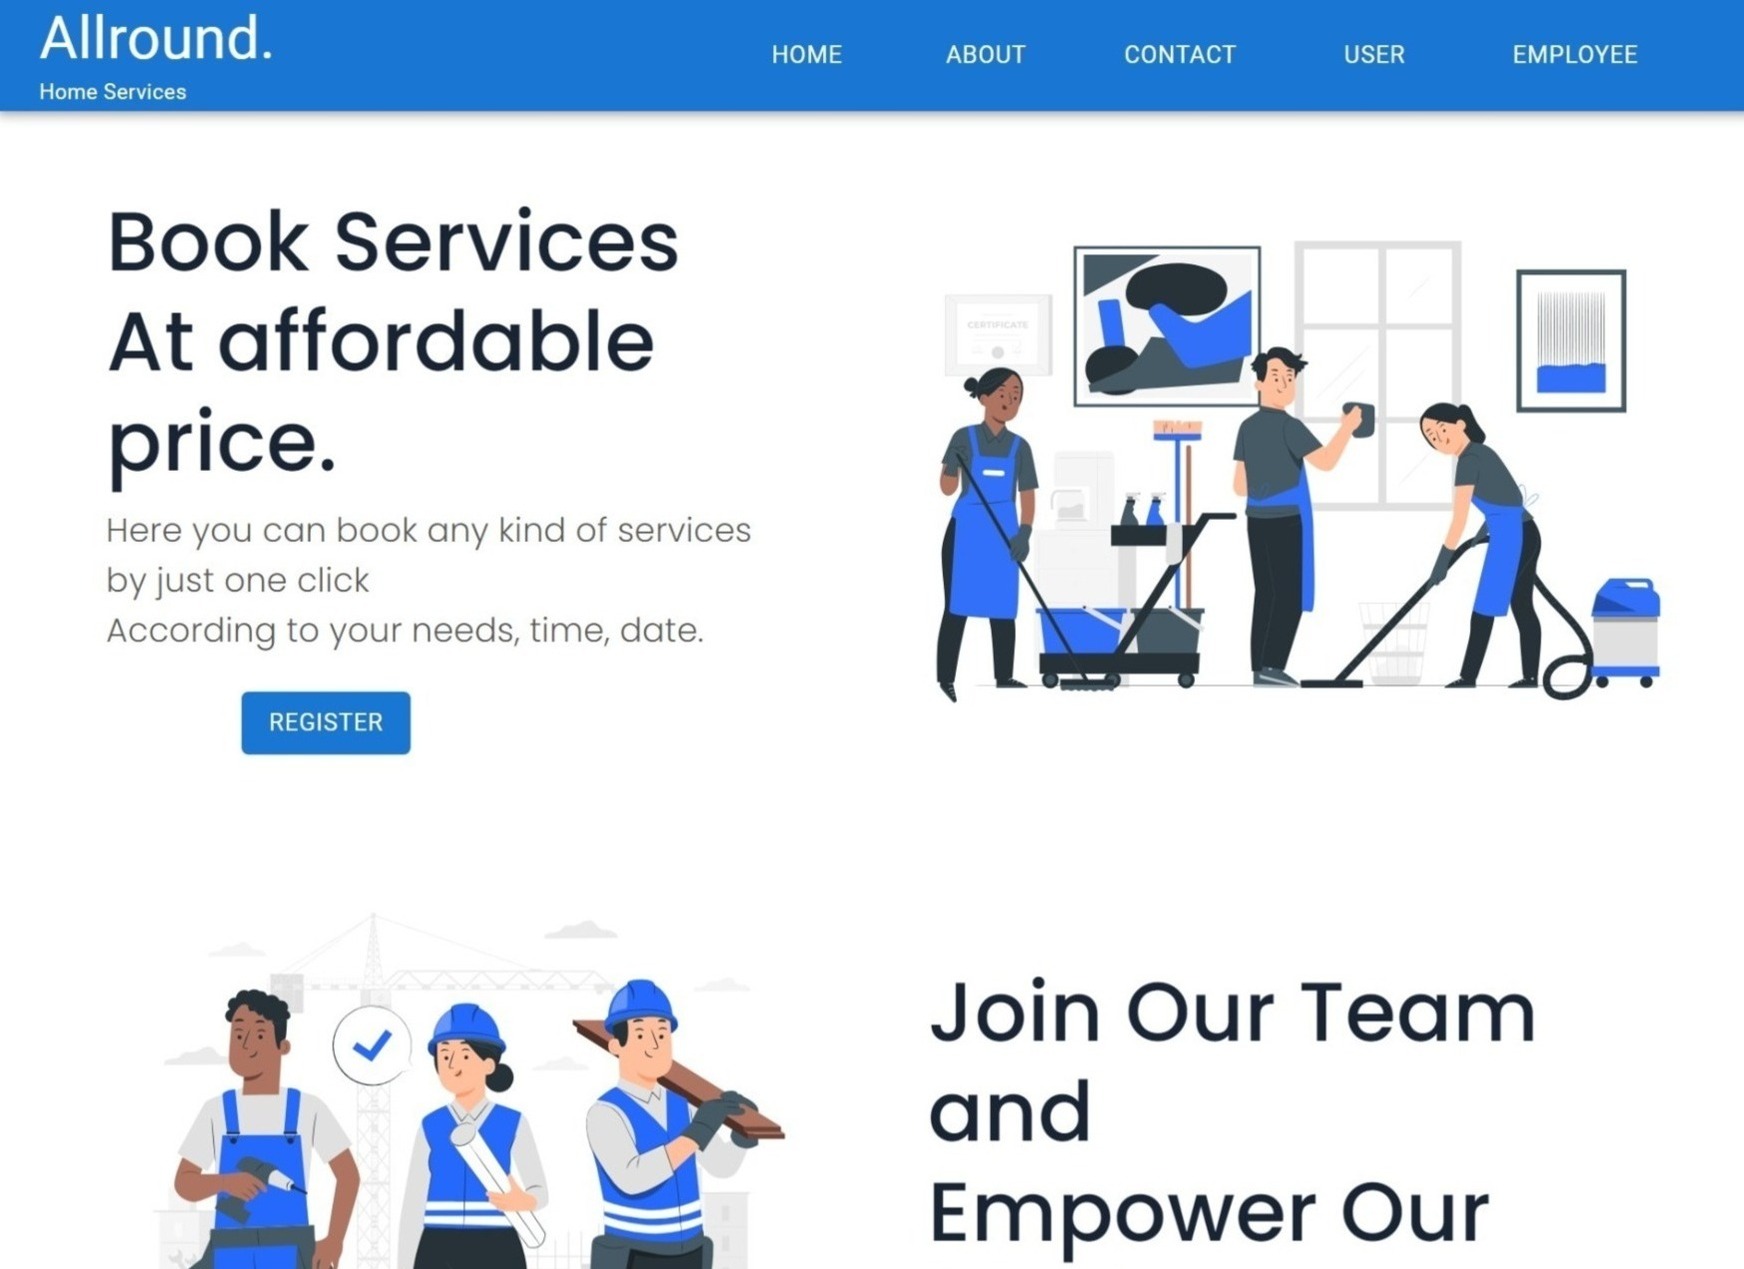 Allround.
Home Services
HOME
ABOUT
CONTACT
USER
EMPLOYEE
Book Services
At affordable
price.
Here you can book any kind of services
by just one click
According to your needs, time, date.
REGISTER
CERTIFICATE
Join Our Team
and
Empower Our